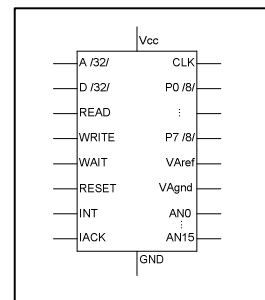 Vcc
A /32/ CLK
D /32/ P0 /8/
READ ...
WRITE P7 /8/
WAIT VAref
RESET VAgnd
INT AN0
...
IACK AN15
GND